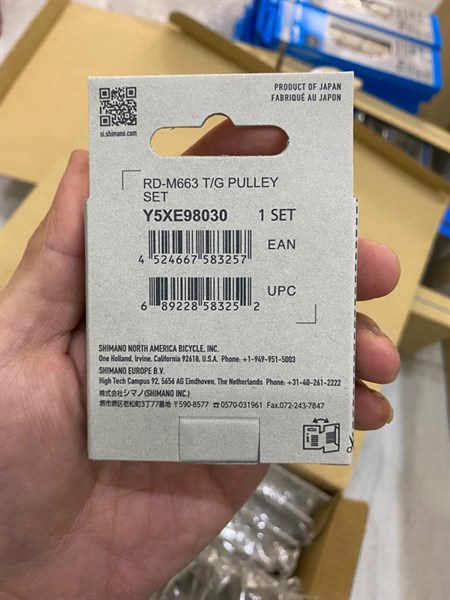 PRODUCT OF JAPAN
FABRIQUÉ AU JAPON
si.shimano.com
RD-M663 T/G PULLEY
SET
Y5XE98030 1 SET
EAN
4 524667 583257
UPC
6 89228 58325 2
SHIMANO NORTH AMERICA BICYCLE, INC.
One Holland, Irvine, California 92618, U.S.A. Phone: +1-949-951-5003
SHIMANO EUROPE B.V.
High Tech Campus 92, 5656 AG Eindhoven, The Netherlands Phone: +31-40-261-2222
株式会社シマノ(SHIMANO INC.)
堺市堺区老松町3丁77番地 〒590-8577 ☎0570-031961 Fax.072-243-7847